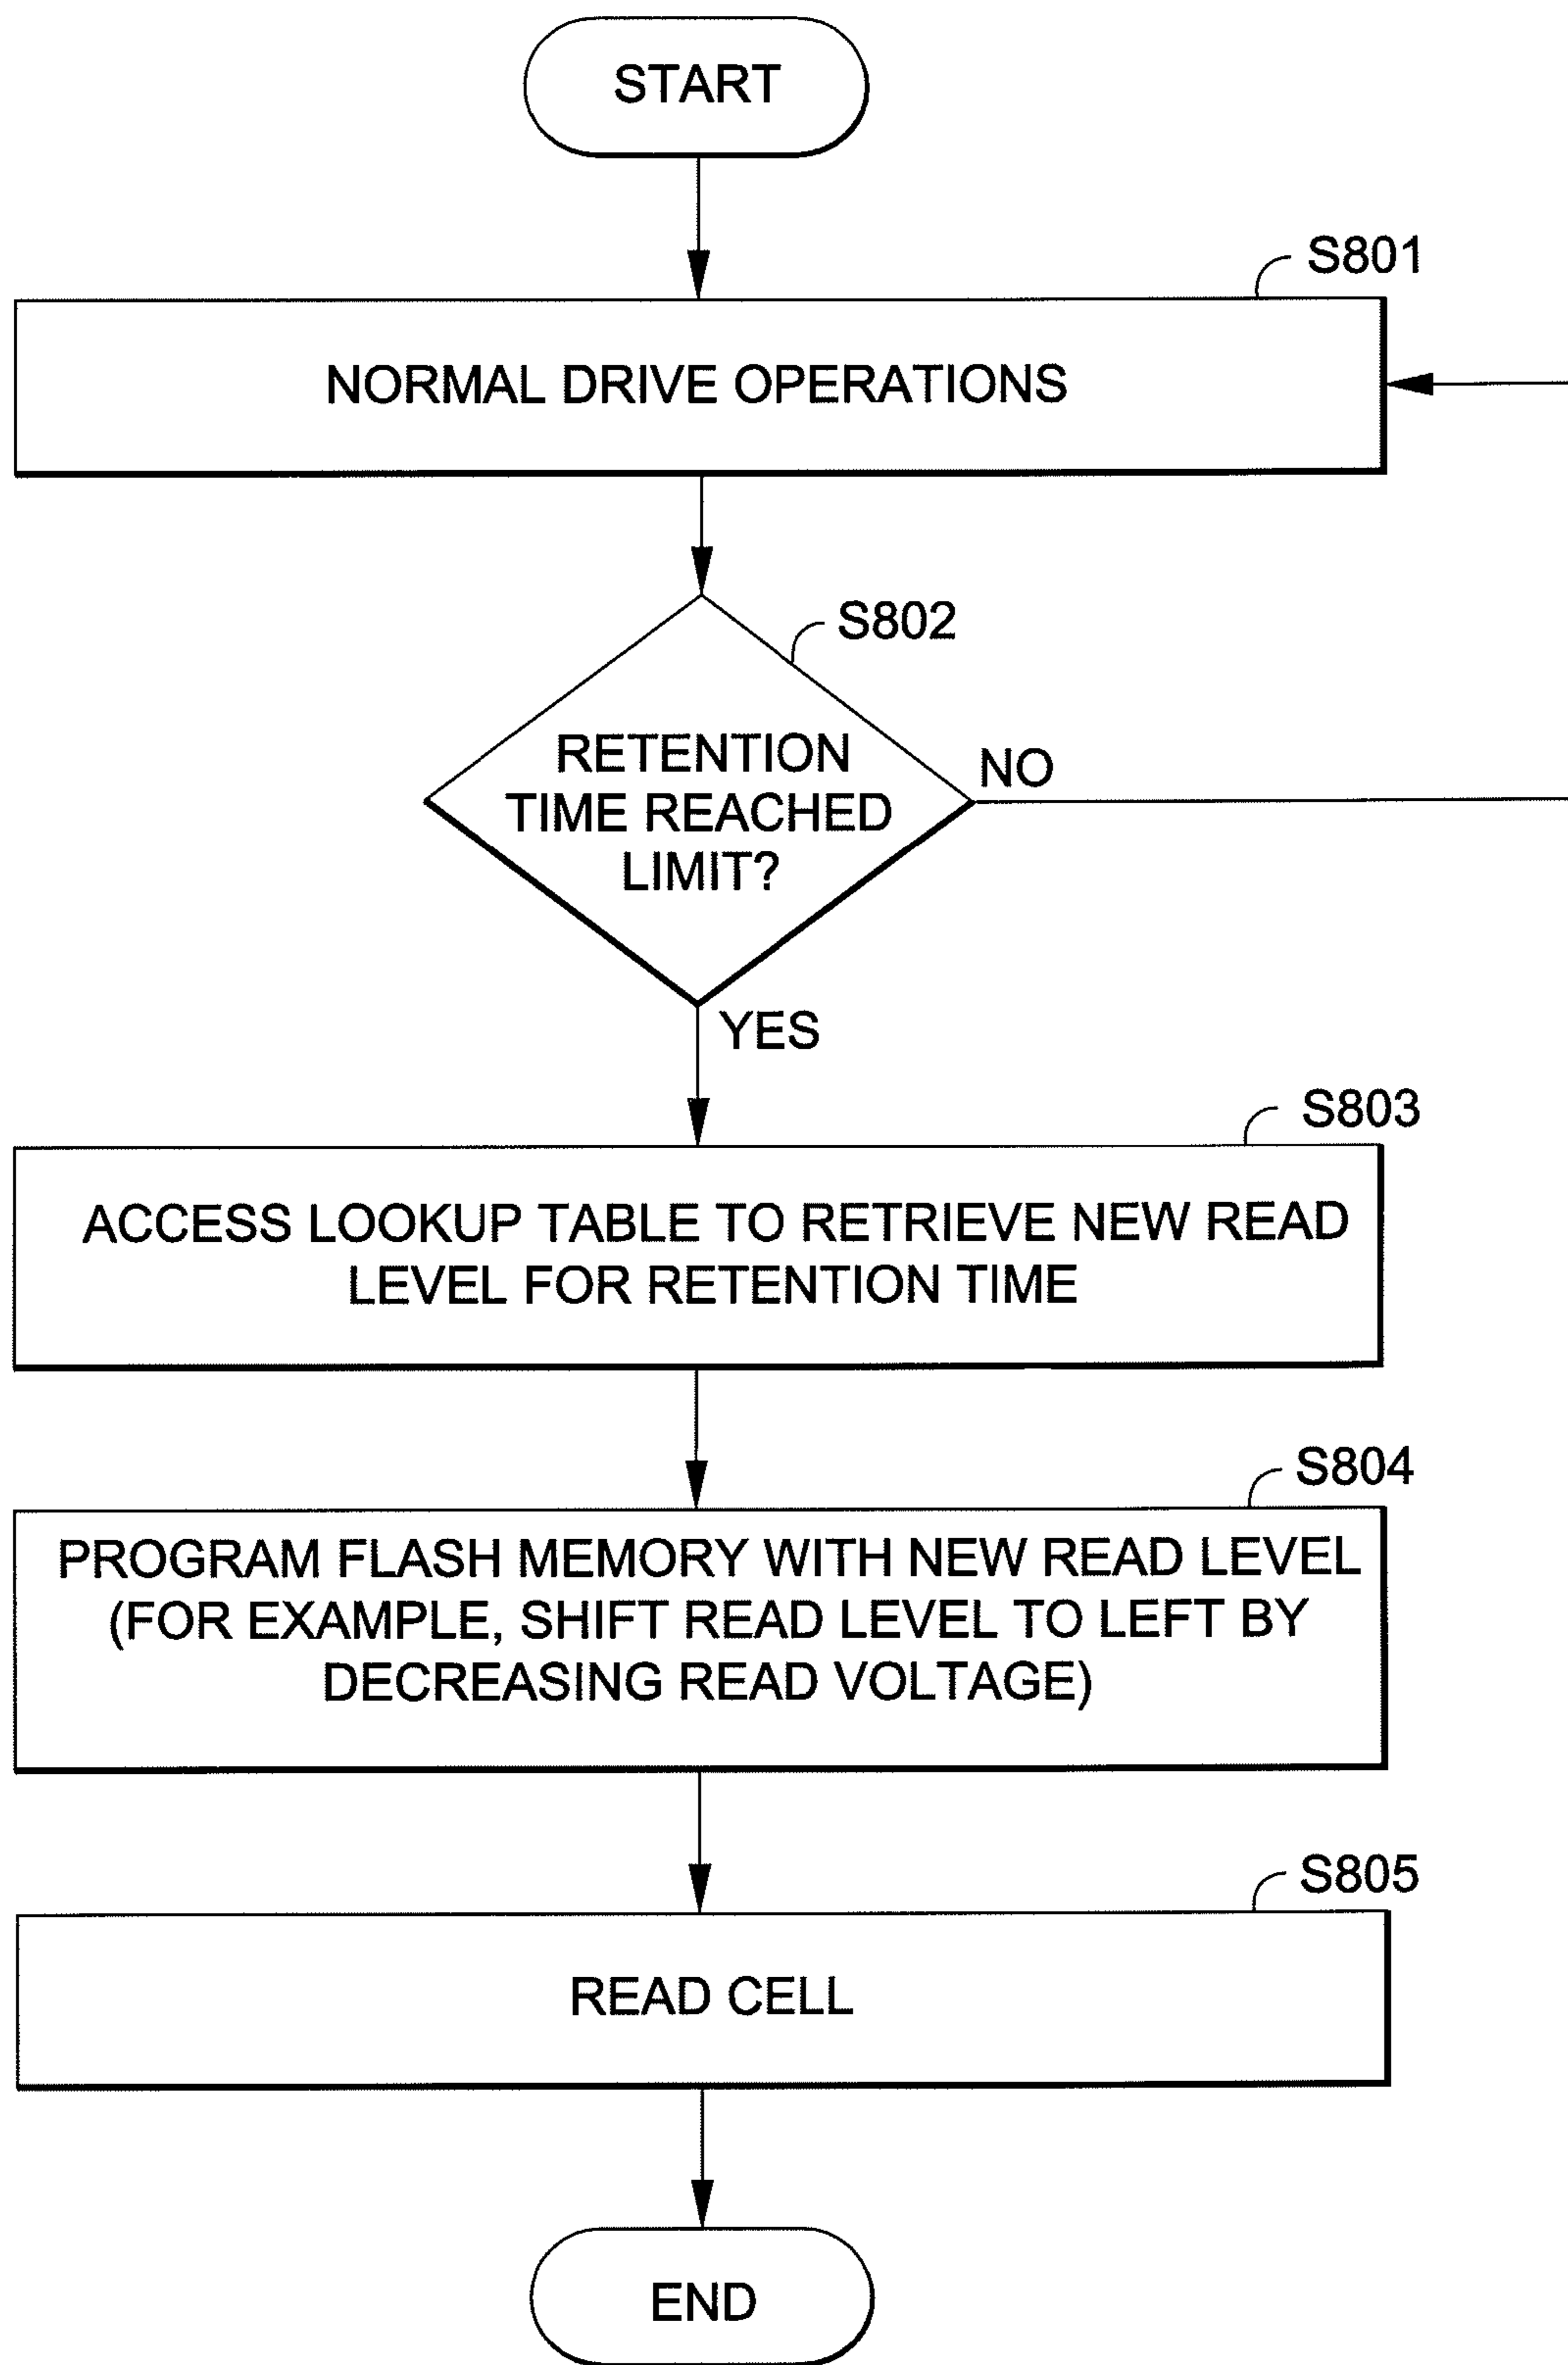 START
S801
NORMAL DRIVE OPERATIONS
S802
RETENTION
TIME REACHED
LIMIT?
NO
YES
S803
ACCESS LOOKUP TABLE TO RETRIEVE NEW READ
LEVEL FOR RETENTION TIME
S804
PROGRAM FLASH MEMORY WITH NEW READ LEVEL
(FOR EXAMPLE, SHIFT READ LEVEL TO LEFT BY
DECREASING READ VOLTAGE)
S805
READ CELL
END